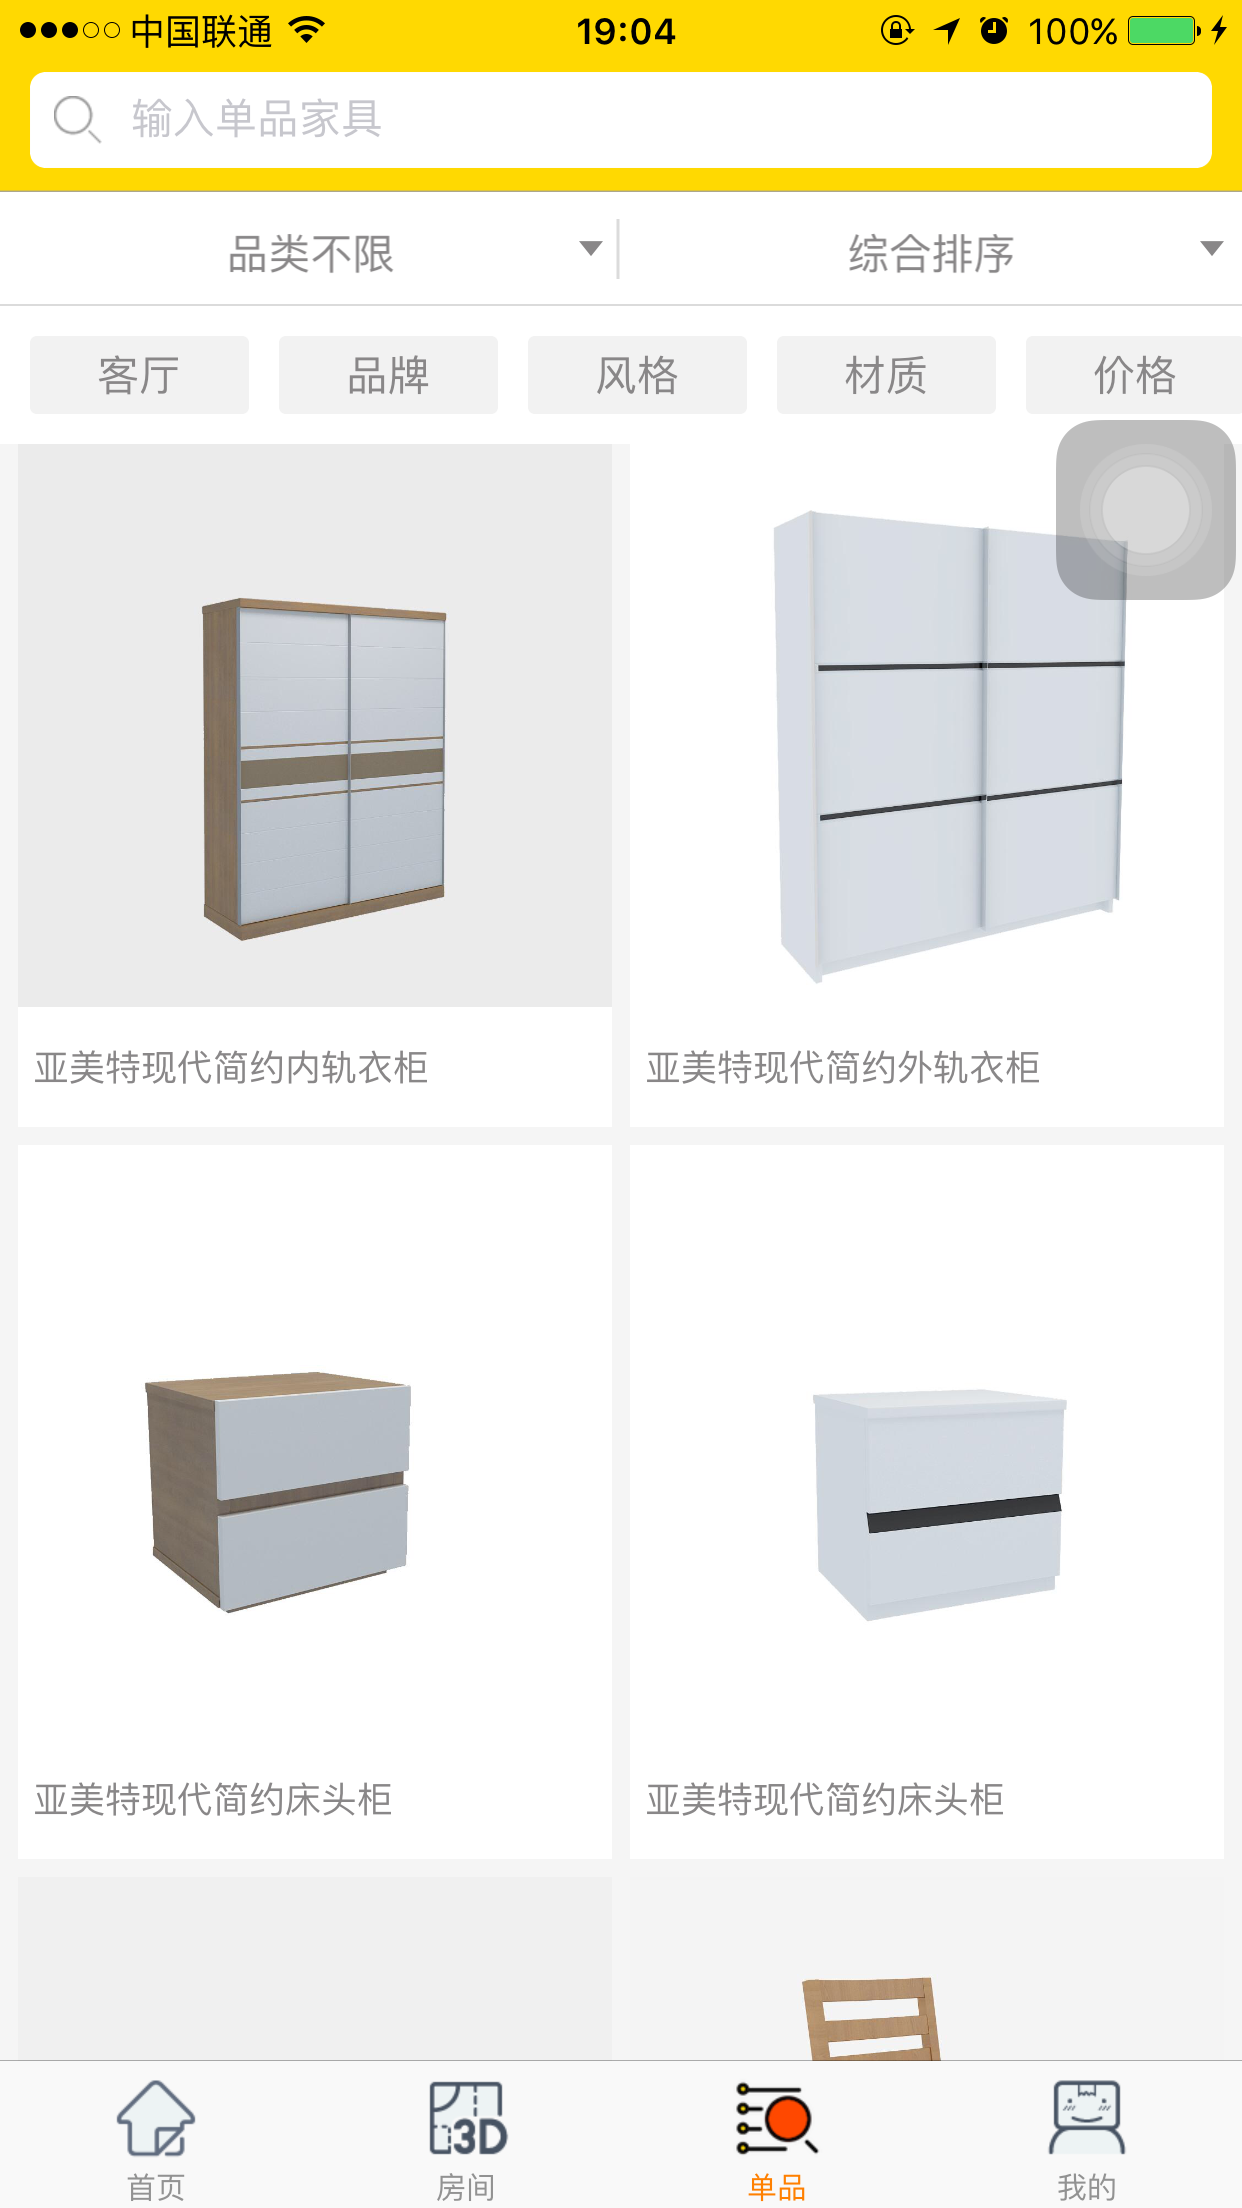 中国联通 19:04 100%
输入单品家具
品类不限 综合排序
客厅 品牌 风格 材质 价格
亚美特现代简约内轨衣柜 亚美特现代简约外轨衣柜
亚美特现代简约床头柜 亚美特现代简约床头柜
3D
首页 房间 单品 我的